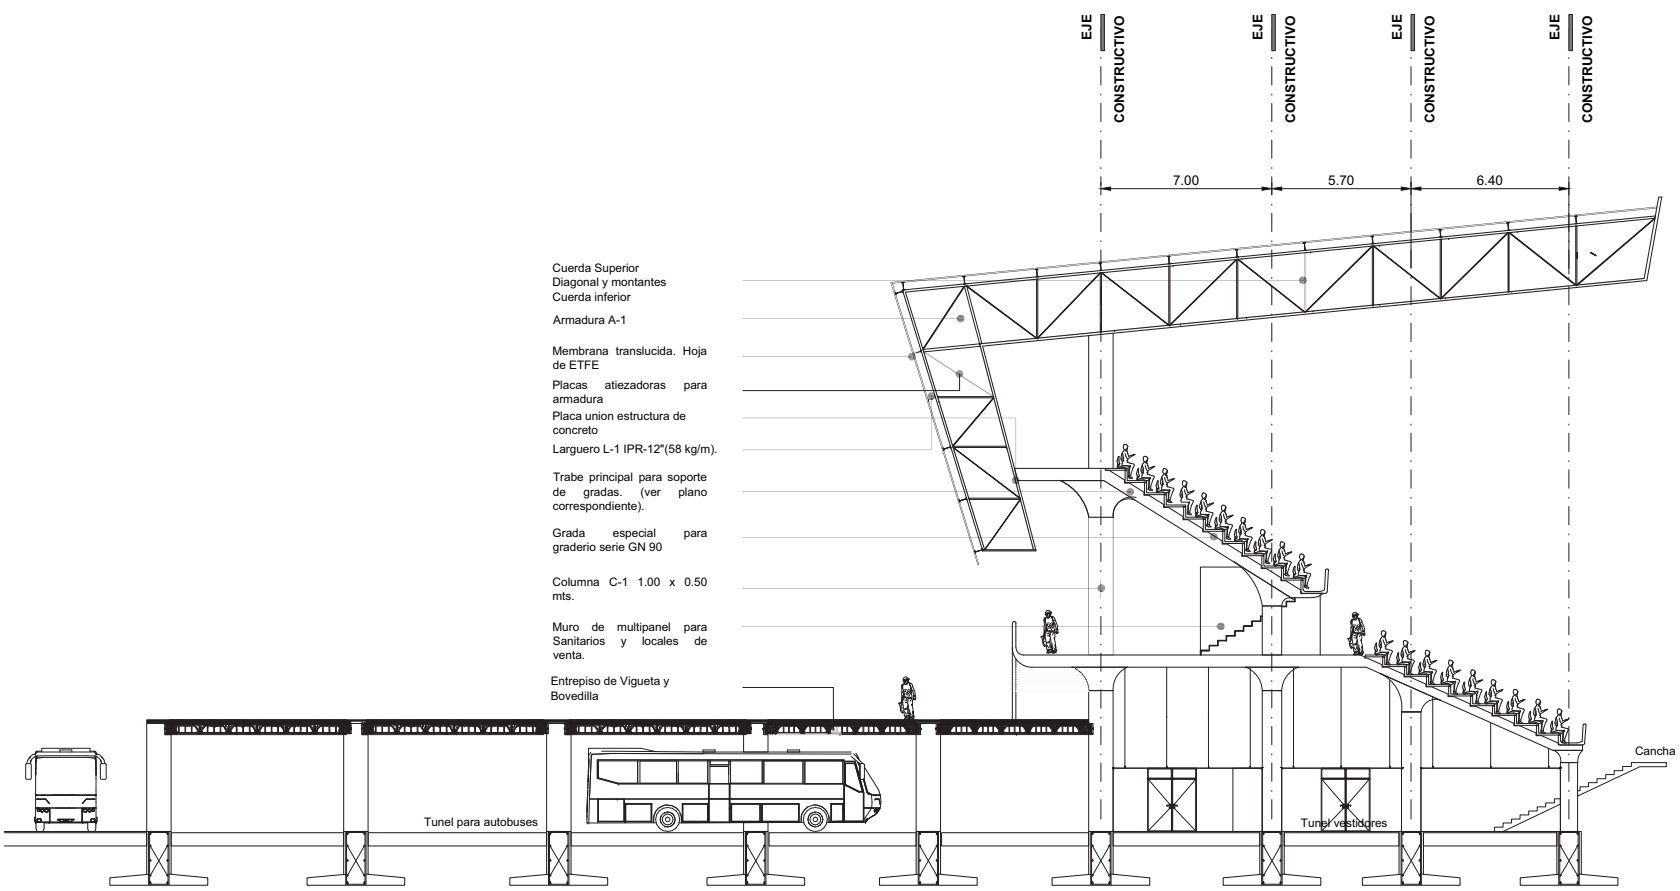 EJE
CONSTRUCTIVO
EJE
CONSTRUCTIVO
EJE
CONSTRUCTIVO
EJE
CONSTRUCTIVO
7.00
5.70
6.40
Cuerda Superior
Diagonal y montantes
Cuerda inferior
Armadura A-1
Membrana translucida. Hoja
de ETFE
Placas atiezadoras para
armadura
Placa union estructura de
concreto
Larguero L-1 IPR-12"(58 kg/m).
Trabe principal para soporte
de gradas. (ver plano
correspondiente).
Grada especial para
graderio serie GN 90
Columna C-1 1.00 x 0.50
mts.
Muro de multipanel para
Sanitarios y locales de
venta.
Entrepiso de Vigueta y
Bovedilla
Cancha
Tunel para autobuses
Tunel vestidores